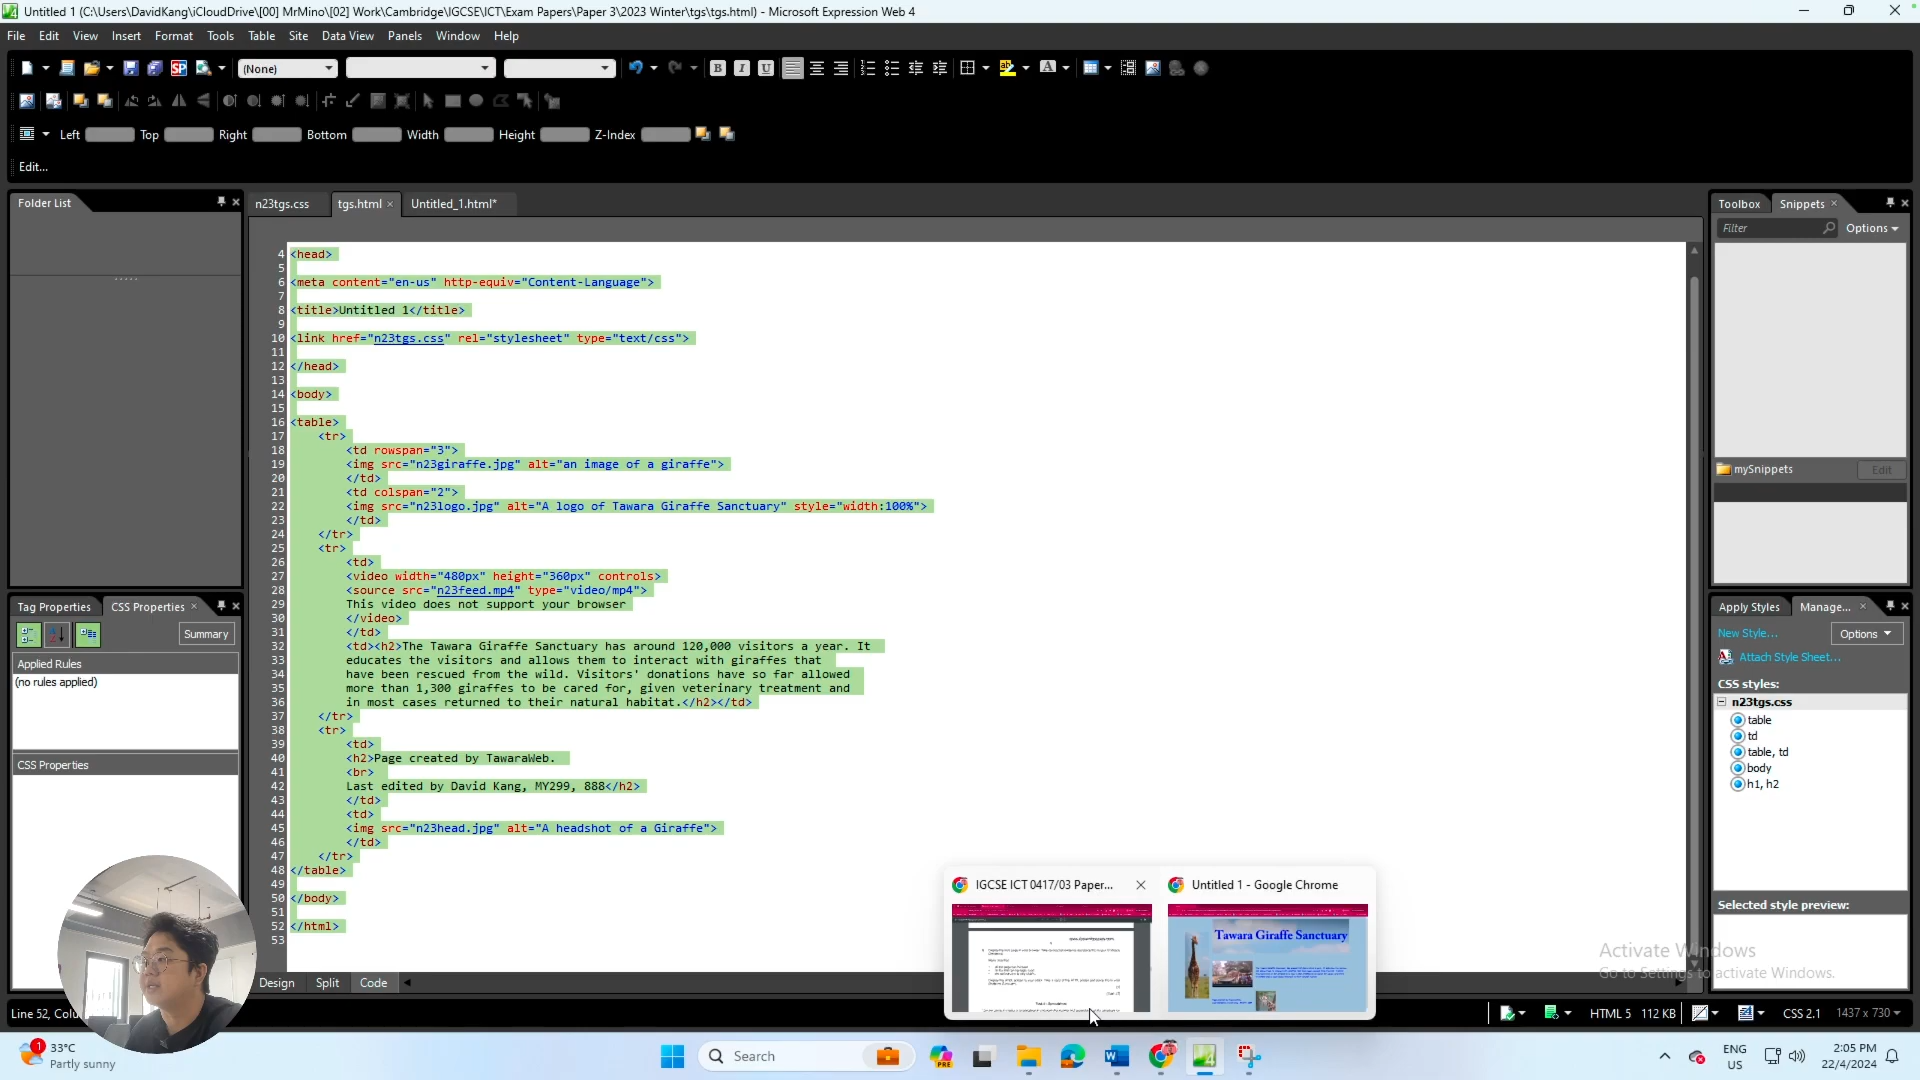 Untitled 1 (C:\Users\DavidKang\iCloudDrive\[00] MrMino\[02] Work\Cambridge\IGCSE\ICT\Exam Papers\Paper 3\2023 Winter\tgs\tgs.html) - Microsoft Expression Web 4
File Edit View Insert Format Tools Table Site Data View Panels Window Help
(None)
Left Top Right Bottom Width Height Z-Index
Edit...
Folder List
n23tgs.css tgs.html Untitled_1.html*
Toolbox Snippets
Filter Options
4 <head>
5
6 <meta content="en-us" http-equiv="Content-Language">
7
8 <title>Untitled 1</title>
9
10 <link href="n23tgs.css" rel="stylesheet" type="text/css">
11
12 </head>
13
14 <body>
15
16 <table>
17 <tr>
18 <td rowspan="3">
19 <img src="n23giraffe.jpg" alt="an image of a giraffe">
20 </td>
21 <td colspan="2">
22 <img src="n23logo.jpg" alt="A logo of Tawara Giraffe Sanctuary" style="width:100%">
23 </td>
24 </tr>
25 <tr>
26 <td>
27 <video width="480px" height="360px" controls>
28 <source src="n23feed.mp4" type="video/mp4">
29 This video does not support your browser
30 </video>
31 </td>
32 <td><h2>The Tawara Giraffe Sanctuary has around 120,000 visitors a year. It
33 educates the visitors and allows them to interact with giraffes that
34 have been rescued from the wild. Visitors' donations have so far allowed
35 more than 1,300 giraffes to be cared for, given veterinary treatment and
36 in most cases returned to their natural habitat.</h2></td>
37 </tr>
38 <tr>
39 <td>
40 <h2>Page created by TawaraWeb.
41 <br>
42 Last edited by David Kang, MY299, 888</h2>
43 </td>
44 <td>
45 <img src="n23head.jpg" alt="A headshot of a Giraffe">
46 </td>
47 </tr>
48 </table>
49
50 </body>
51
52 </html>
53
mySnippets Edit
Tag Properties CSS Properties
Summary
Applied Rules
(no rules applied)
CSS Properties
Apply Styles Manage...
New Style... Options
Attach Style Sheet...
CSS styles:
n23tgs.css
table
td
table, td
body
h1, h2
Selected style preview:
IGCSE ICT 0417/03 Paper... Untitled 1 - Google Chrome
Tawara Giraffe Sanctuary
Activate Windows
Go to Settings to activate Windows.
Design Split Code
Line 52, Colu
HTML 5 112 KB CSS 2.1 1437 x 730
1
33°C
Partly sunny
Search
PRE
ENG
US
2:05 PM
22/4/2024